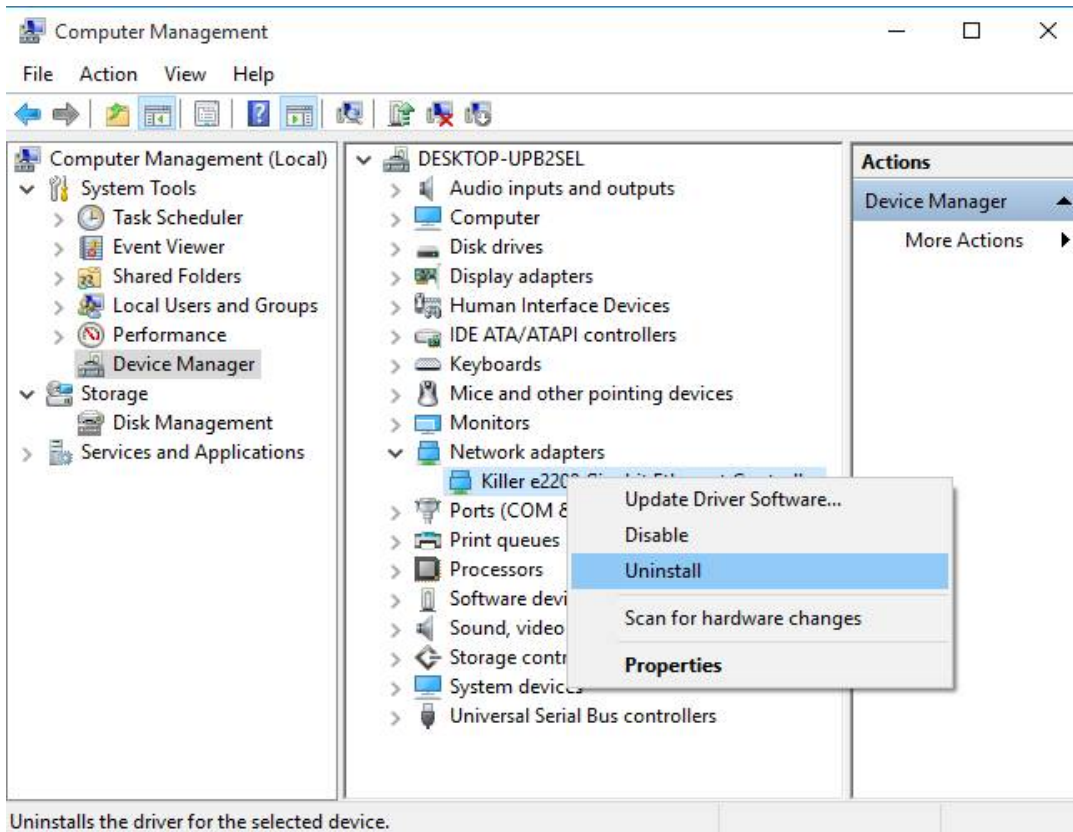 Computer Management
File Action View Help
Computer Management (Local)
System Tools
Task Scheduler
Event Viewer
Shared Folders
Local Users and Groups
Performance
Device Manager
Storage
Disk Management
Services and Applications
DESKTOP-UPB2SEL
Audio inputs and outputs
Computer
Disk drives
Display adapters
Human Interface Devices
IDE ATA/ATAPI controllers
Keyboards
Mice and other pointing devices
Monitors
Network adapters
Killer
Ports (COM &
Print queues
Processors
Software devi
Sound, video
Storage contr
System devices
Universal Serial Bus controllers
Update Driver Software...
Disable
Uninstall
Scan for hardware changes
Properties
Actions
Device Manager
More Actions
Uninstalls the driver for the selected device.